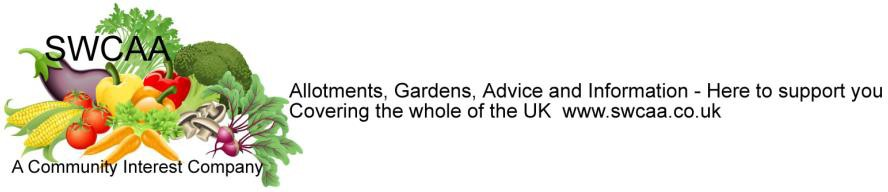 SWCAA
Allotments, Gardens, Advice and Information - Here to support you
Covering the whole of the UK  www.swcaa.co.uk
A Community Interest Company